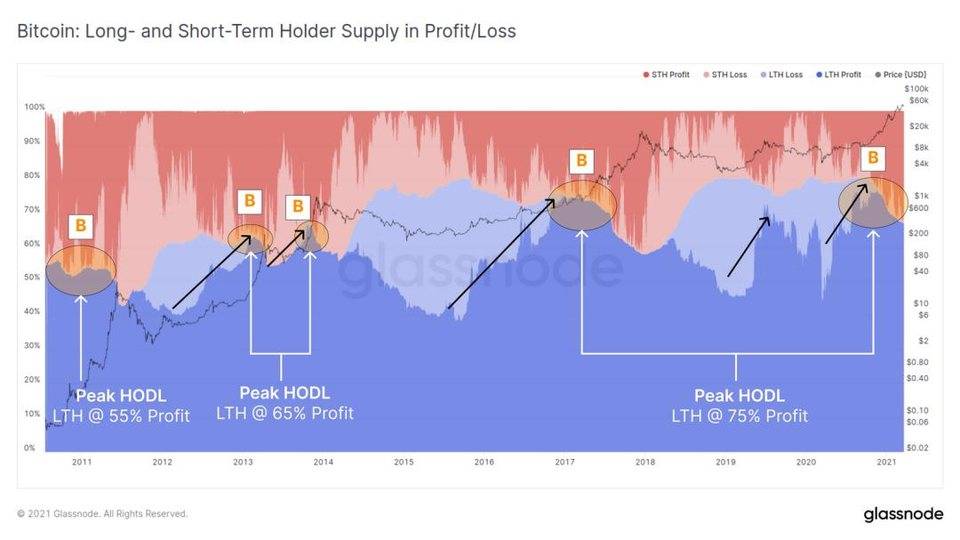 Bitcoin: Long- and Short-Term Holder Supply in Profit/Loss
STH Profit STH Loss LTH Loss LTH Profit Price [USD]
$100k
100% $60k
90% $20k
$8k
80% $4k
70% $1k
$600
60% $200
$80
50% $40
40% $10
$6
30% $2
$0.80
20% $0.40
10% $0.10
$0.06
0% $0.02
B
B
B
B
B
glassnode
Peak HODL
LTH @ 55% Profit
Peak HODL
LTH @ 65% Profit
Peak HODL
LTH @ 75% Profit
2011 2012 2013 2014 2015 2016 2017 2018 2019 2020 2021
© 2021 Glassnode. All Rights Reserved.
glassnode